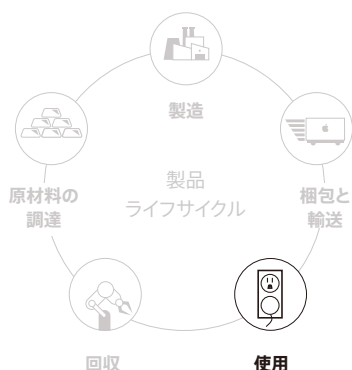 製造
原材料の
調達
製品
ライフサイクル
梱包と
輸送
回収
使用